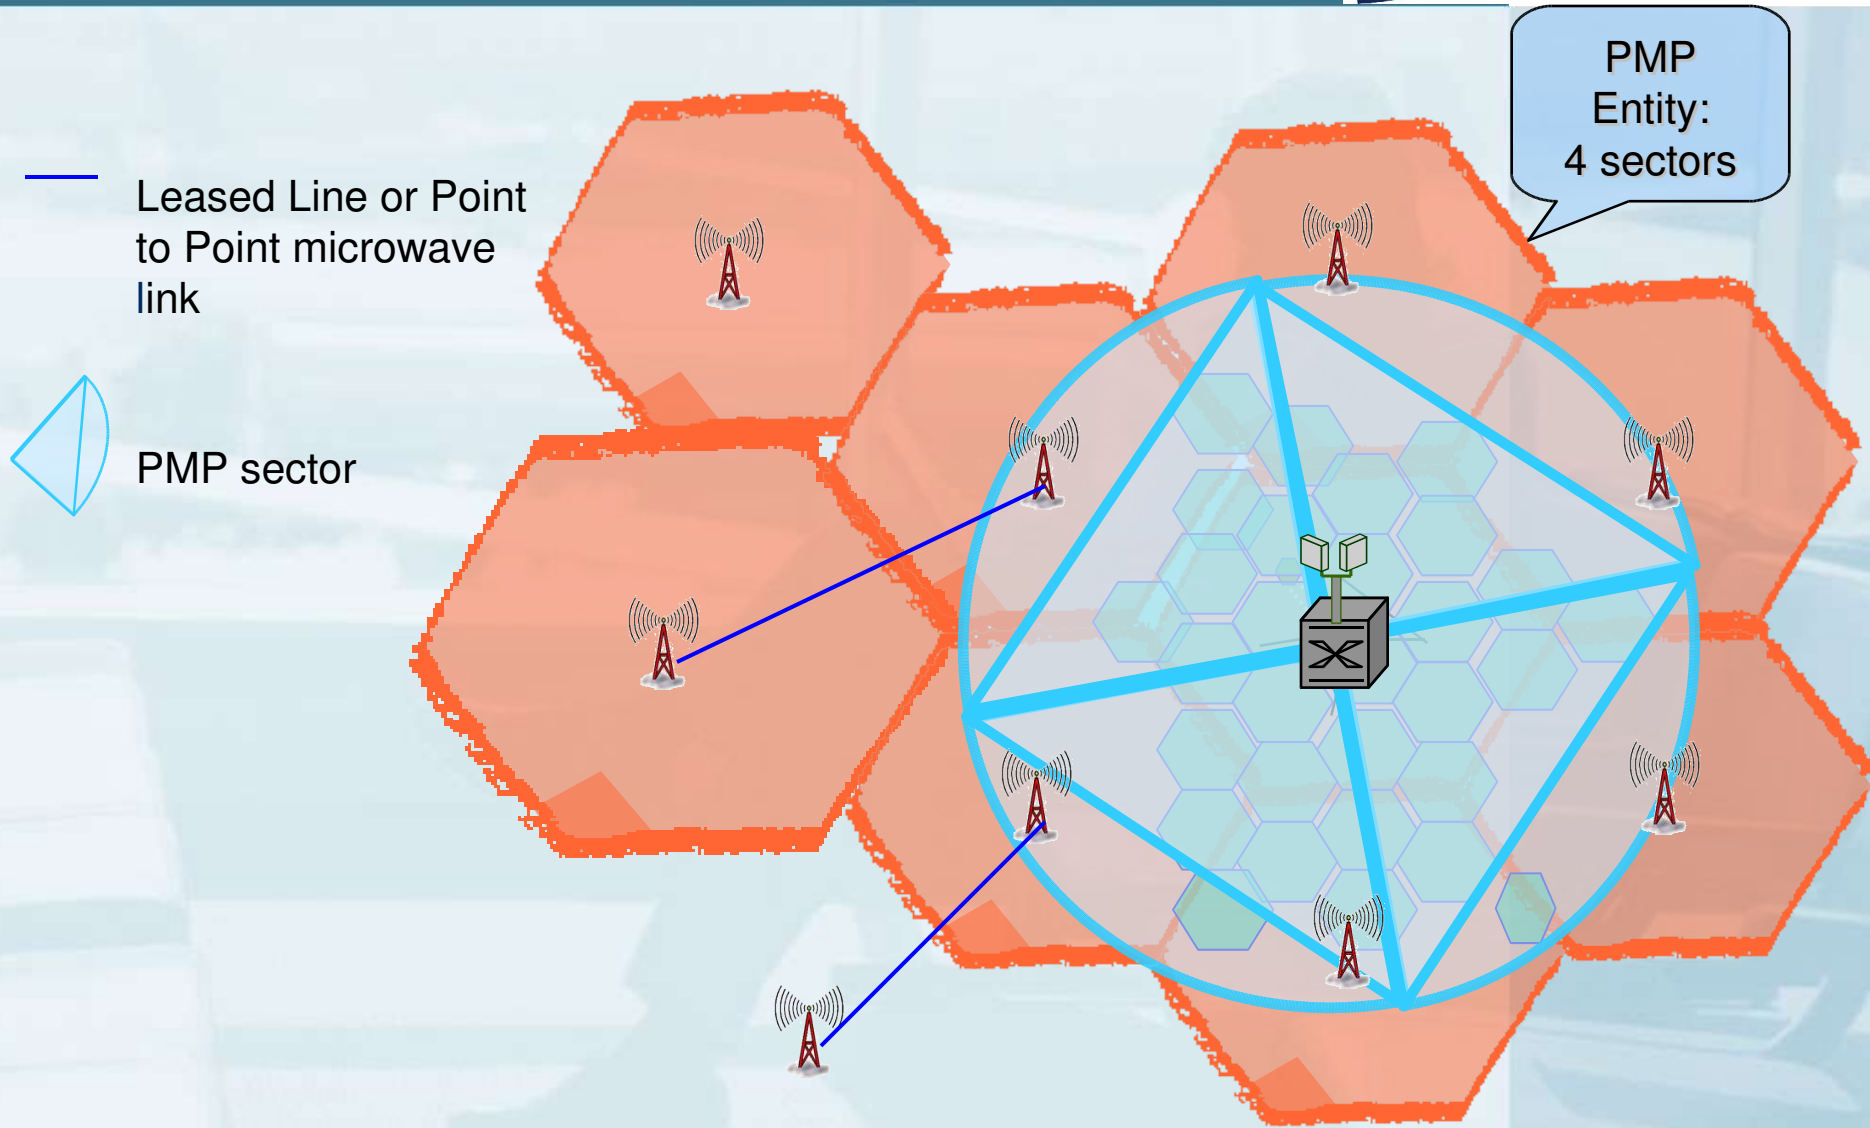 PMP
Entity:
4 sectors
Leased Line or Point
to Point microwave
link
PMP sector